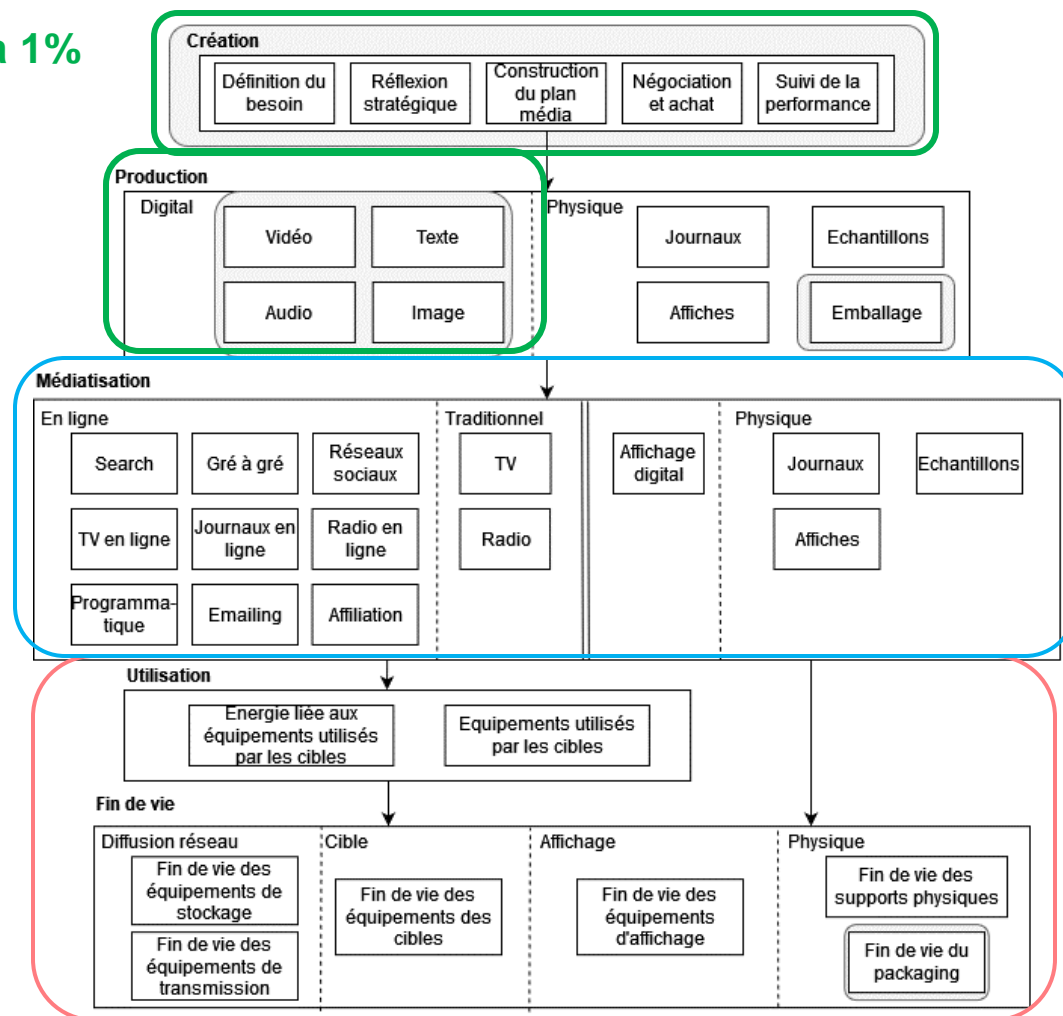 à 1%
Création
Définition du
besoin
Réflexion
stratégique
Construction
du plan
média
Négociation
et achat
Suivi de la
performance
Production
Digital
Vidéo
Texte
Audio
Image
Physique
Journaux
Echantillons
Affiches
Emballage
Médiatisation
En ligne
Search
Gré à gré
Réseaux
sociaux
TV en ligne
Journaux en
ligne
Radio en
ligne
Programma-
tique
Emailing
Affiliation
Traditionnel
TV
Radio
Affichage
digital
Physique
Journaux
Echantillons
Affiches
Utilisation
Energie liée aux
équipements utilisés
par les cibles
Equipements utilisés
par les cibles
Fin de vie
Diffusion réseau
Fin de vie des
équipements de
stockage
Fin de vie des
équipements de
transmission
Cible
Fin de vie des
équipements des
cibles
Affichage
Fin de vie des
équipements
d'affichage
Physique
Fin de vie des
supports physiques
Fin de vie du
packaging